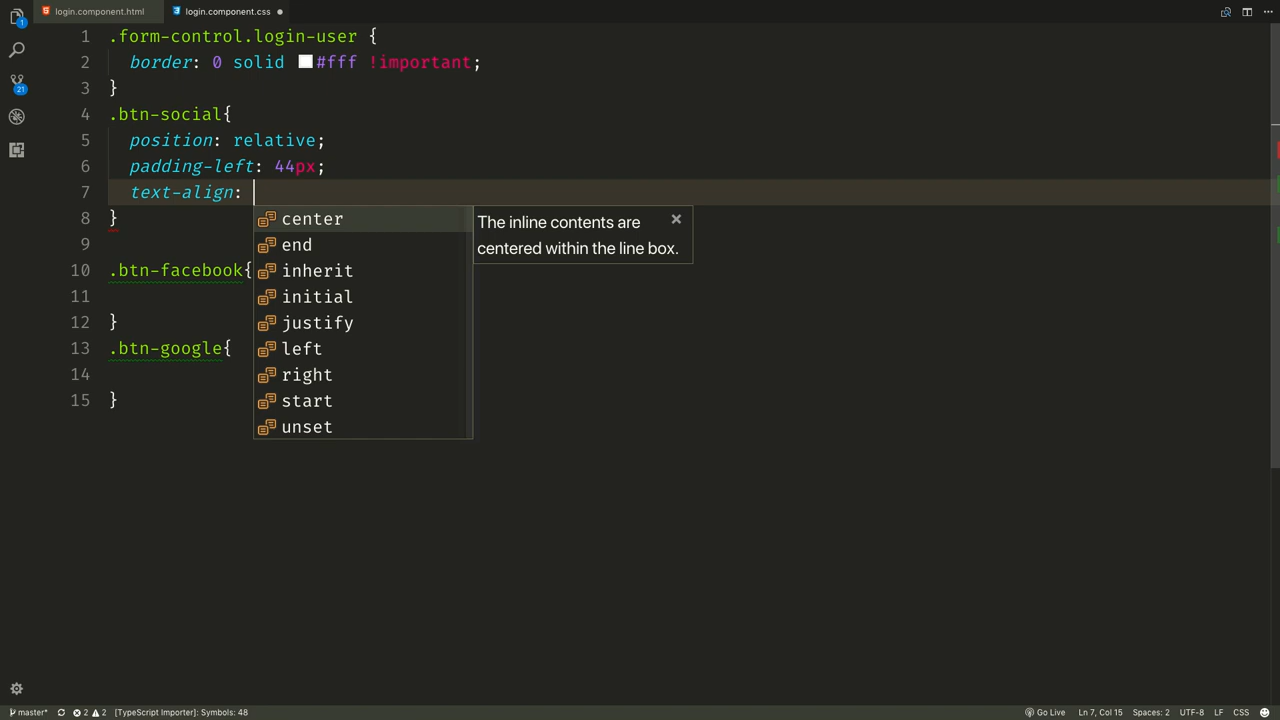 login.component.html
login.component.css
1
21
1 .form-control.login-user {
2 border: 0 solid #fff !important;
3 }
4 .btn-social{
5 position: relative;
6 padding-left: 44px;
7 text-align:
8 }
9
10 .btn-facebook{
11
12 }
13 .btn-google{
14
15 }
center
end
inherit
initial
justify
left
right
start
unset
The inline contents are
centered within the line box.
master* 2 2 [TypeScript Importer]: Symbols: 48
Go Live Ln 7, Col 15 Spaces: 2 UTF-8 LF CSS